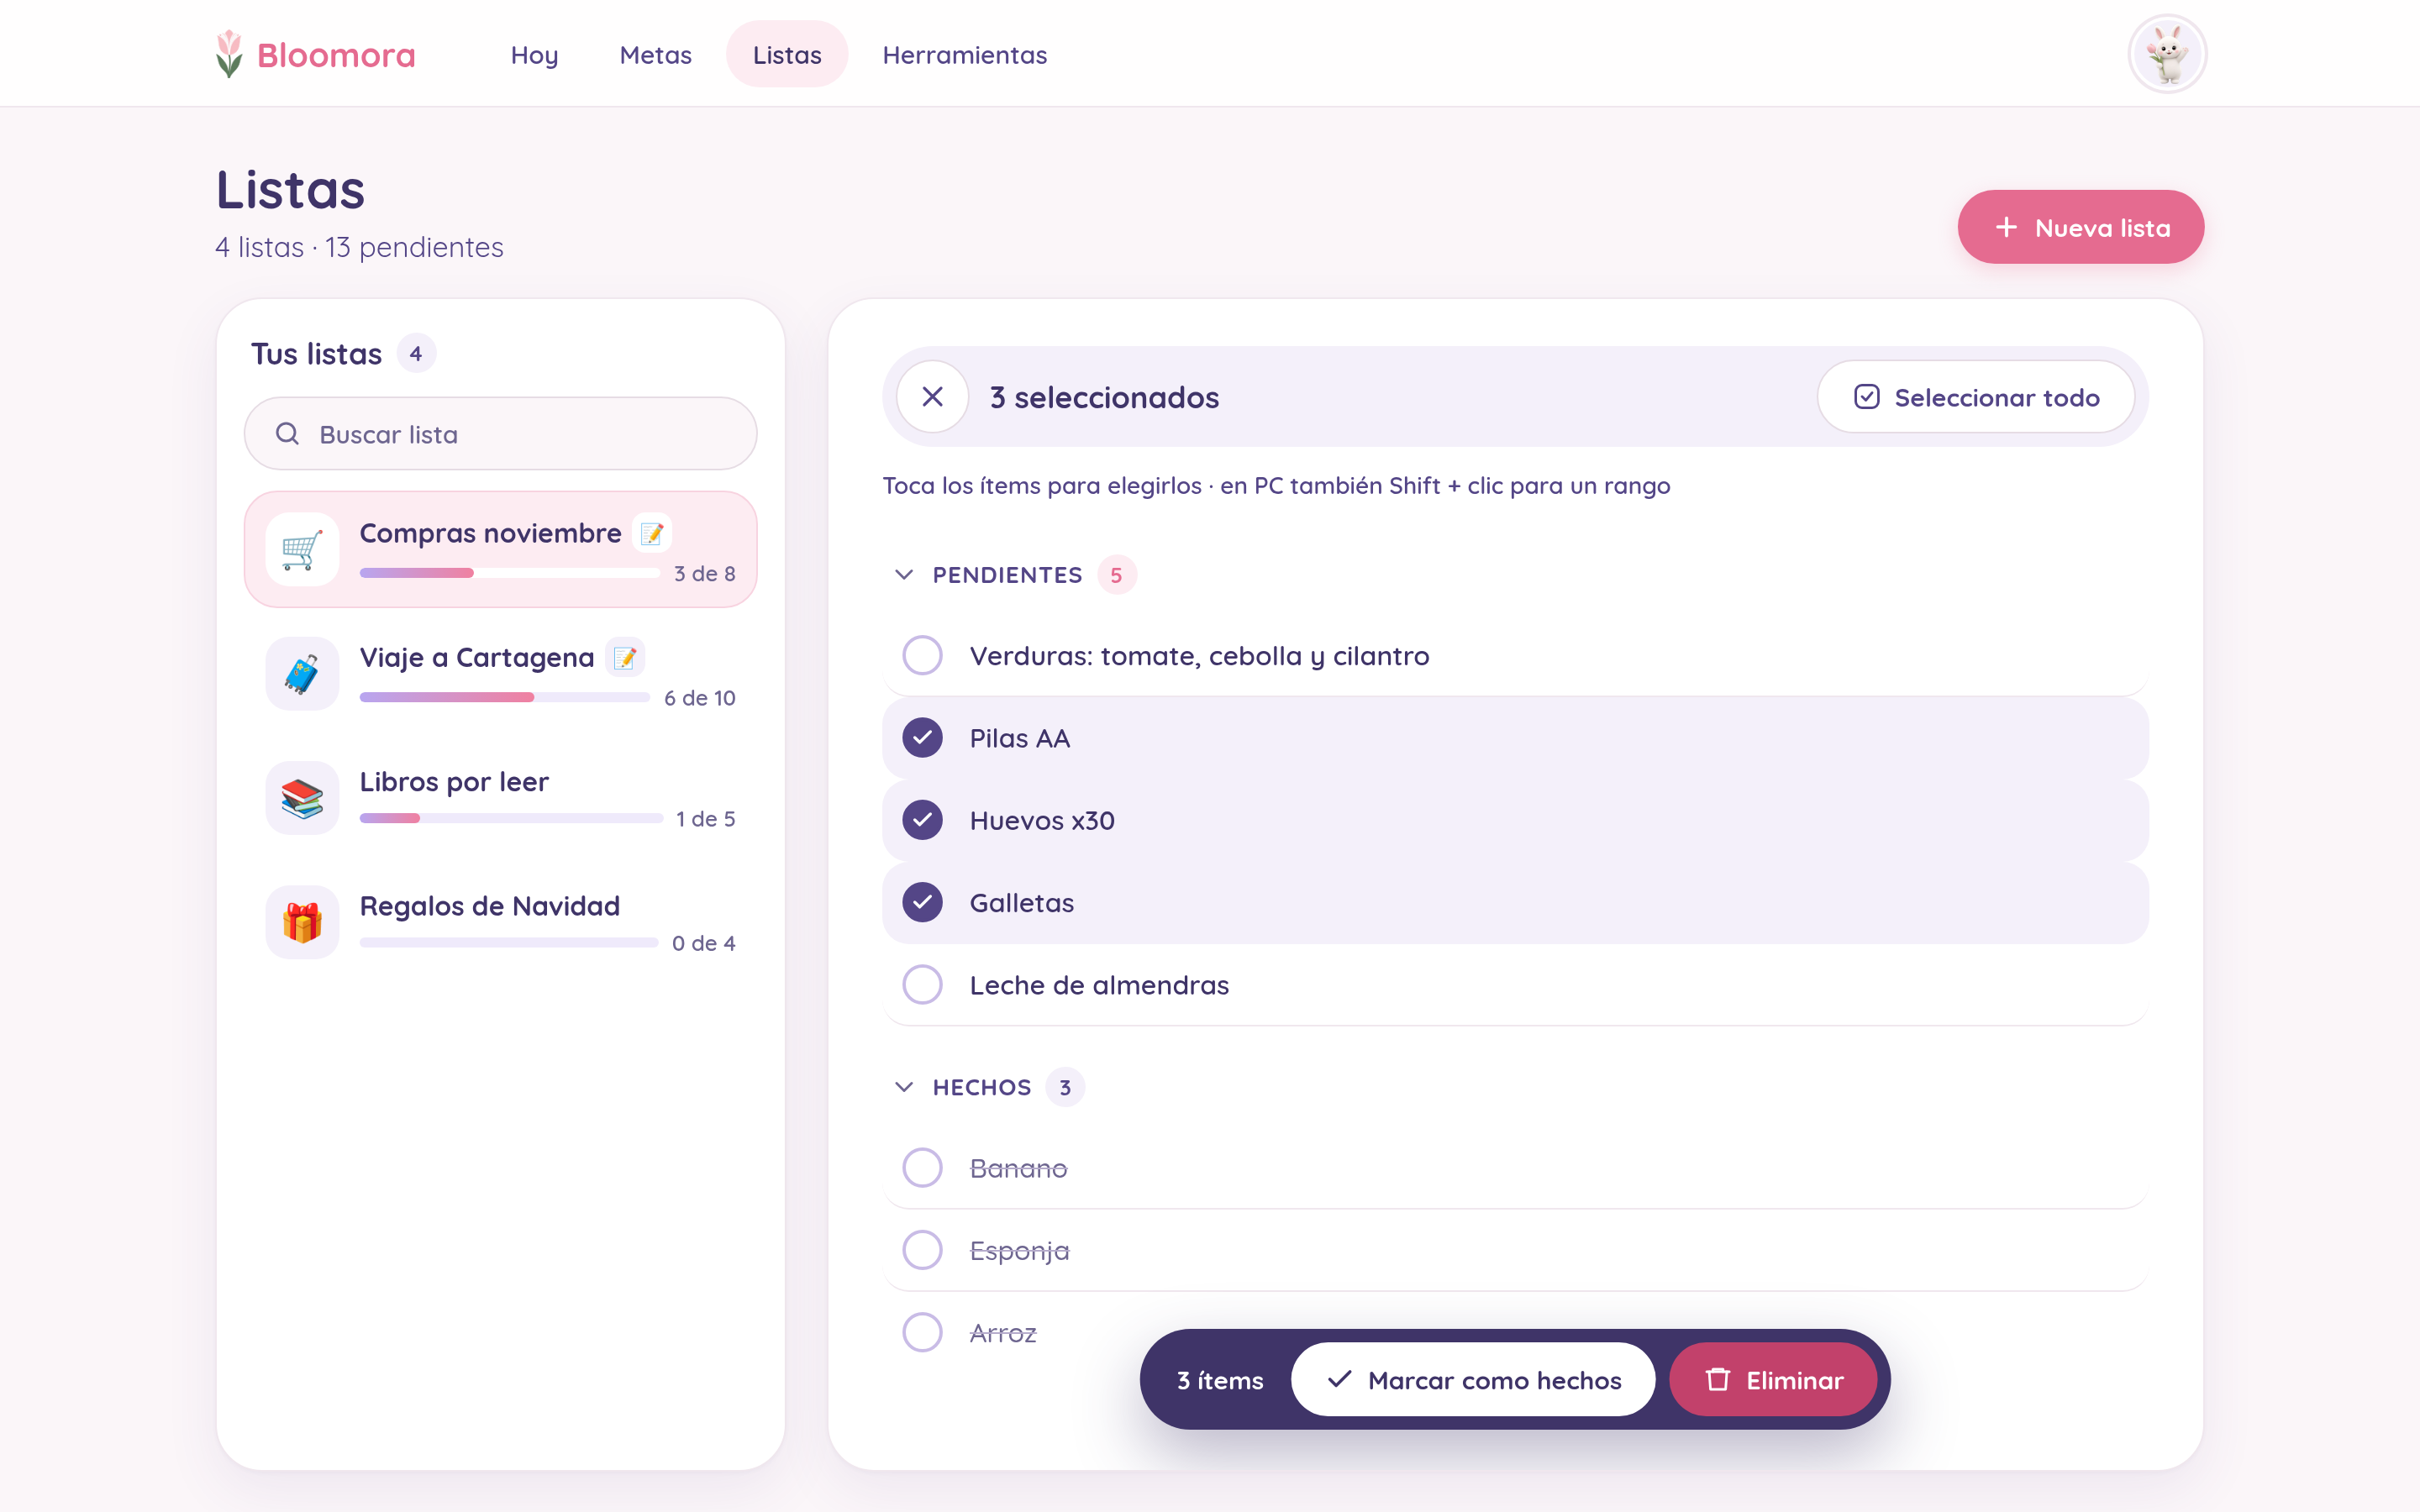 Bloomora
Hoy
Metas
Listas
Herramientas
Listas
4 listas · 13 pendientes
Nueva lista
Tus listas 4
Buscar lista
Compras noviembre
3 de 8
Viaje a Cartagena
6 de 10
Libros por leer
1 de 5
Regalos de Navidad
0 de 4
3 seleccionados
Seleccionar todo
Toca los ítems para elegirlos · en PC también Shift + clic para un rango
PENDIENTES 5
Verduras: tomate, cebolla y cilantro
Pilas AA
Huevos x30
Galletas
Leche de almendras
HECHOS 3
Banano
Esponja
Arroz
3 ítems
Marcar como hechos
Eliminar